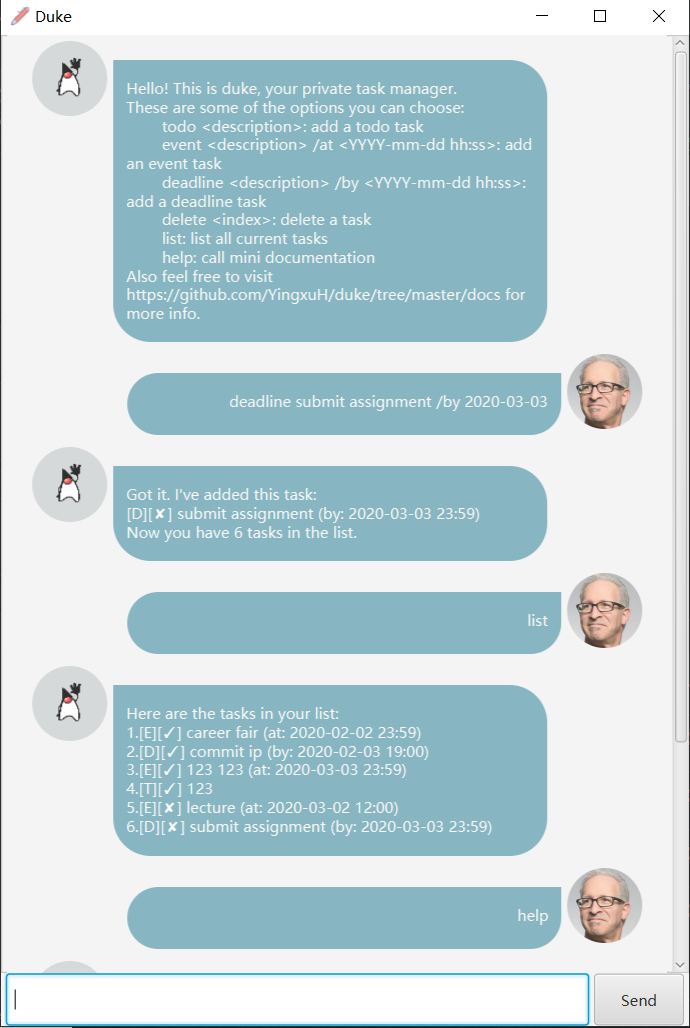 Duke
Hello! This is duke, your private task manager.
These are some of the options you can choose:
todo <description>: add a todo task
event <description> /at <YYYY-mm-dd hh:ss>: add
an event task
deadline <description> /by <YYYY-mm-dd hh:ss>:
add a deadline task
delete <index>: delete a task
list: list all current tasks
help: call mini documentation
Also feel free to visit
https://github.com/YingxuH/duke/tree/master/docs for
more info.
deadline submit assignment /by 2020-03-03
Got it. I've added this task:
[D][✘] submit assignment (by: 2020-03-03 23:59)
Now you have 6 tasks in the list.
list
Here are the tasks in your list:
1.[E][✓] career fair (at: 2020-02-02 23:59)
2.[D][✓] commit ip (by: 2020-02-03 19:00)
3.[E][✓] 123 123 (at: 2020-03-03 23:59)
4.[T][✓] 123
5.[E][✘] lecture (at: 2020-03-02 12:00)
6.[D][✘] submit assignment (by: 2020-03-03 23:59)
help
Send